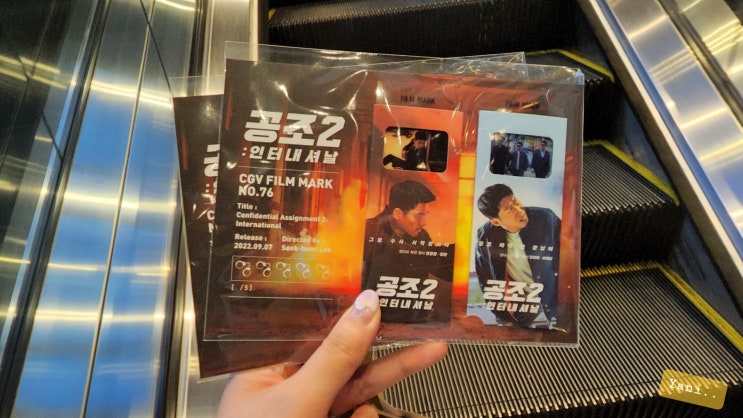 공조2
:인터내셔날
CGV FILM MARK
NO.76
Title :
Confidential Assignment 2:
International
Release :
2022.09.07
Directed by :
Seok-hoon Lee
[ /5]
FILM MARK
공조2
인터내셔날
FILM MARK
공조2
인터내셔날
공
:인
Yani..